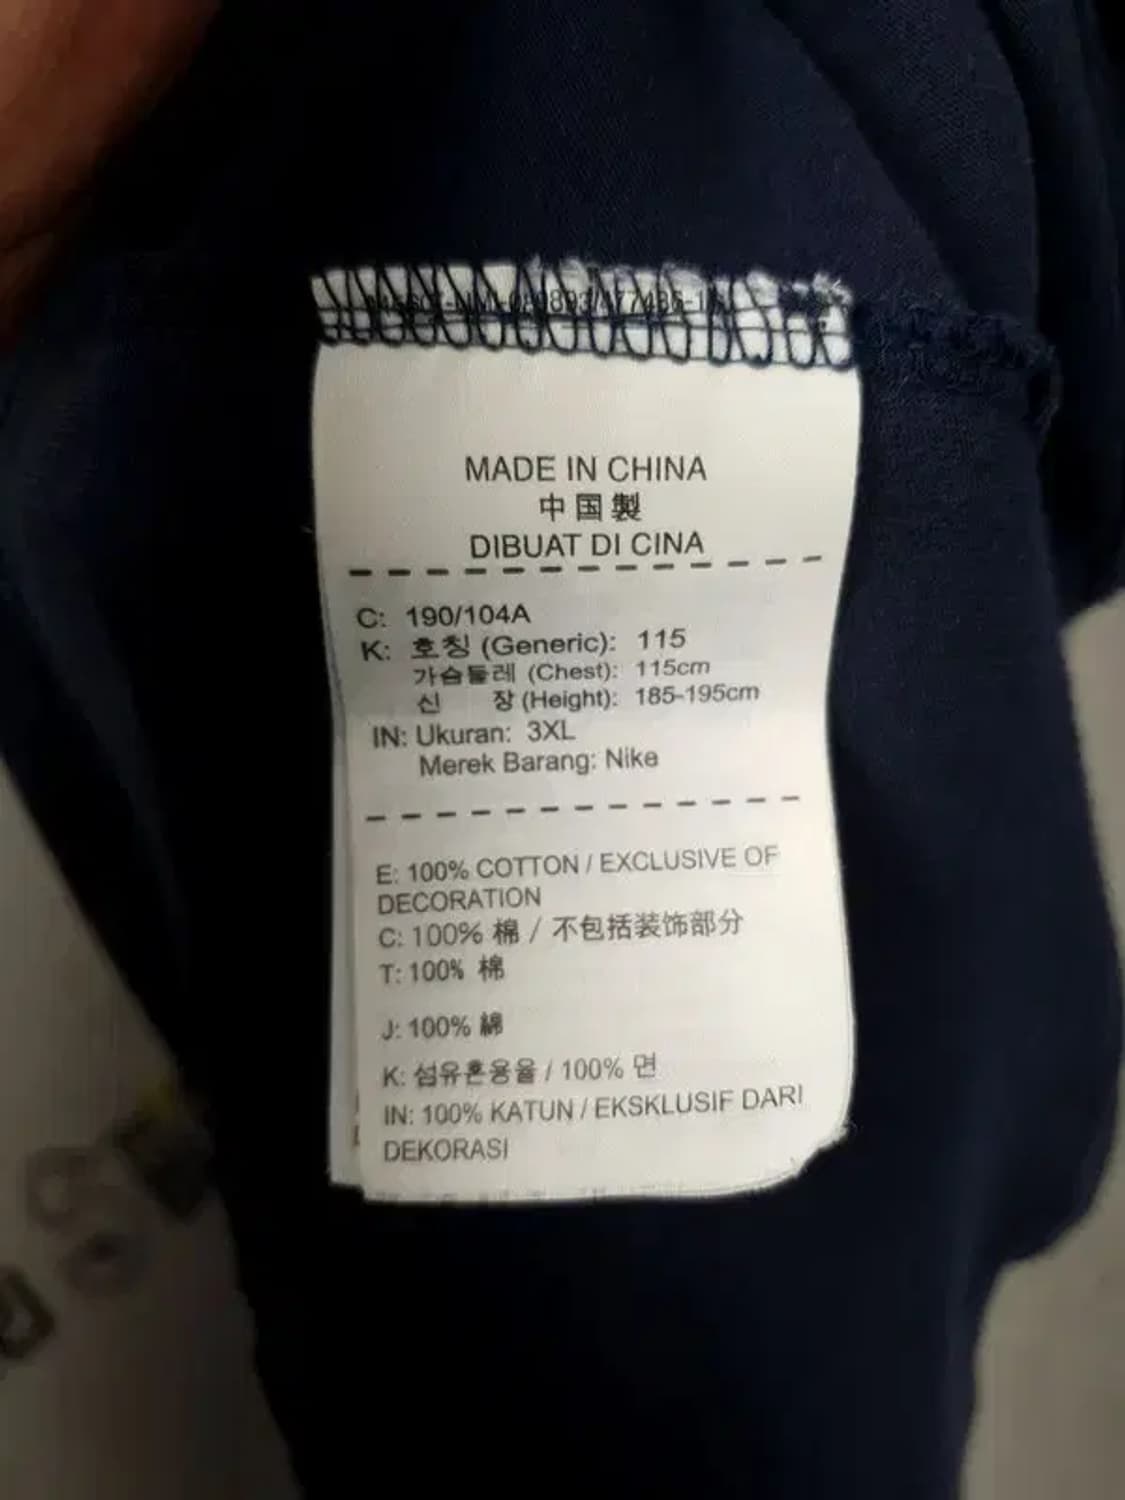 MADE IN CHINA
中国製
DIBUAT DI CINA
C: 190/104A
K: 호칭 (Generic): 115
가슴둘레 (Chest): 115cm
신 장 (Height): 185-195cm
IN: Ukuran: 3XL
Merek Barang: Nike
E: 100% COTTON / EXCLUSIVE OF
DECORATION
C: 100% 棉 / 不包括装饰部分
T: 100% 棉
J: 100% 綿
K: 섬유혼용율 / 100% 면
IN: 100% KATUN / EKSKLUSIF DARI
DEKORASI